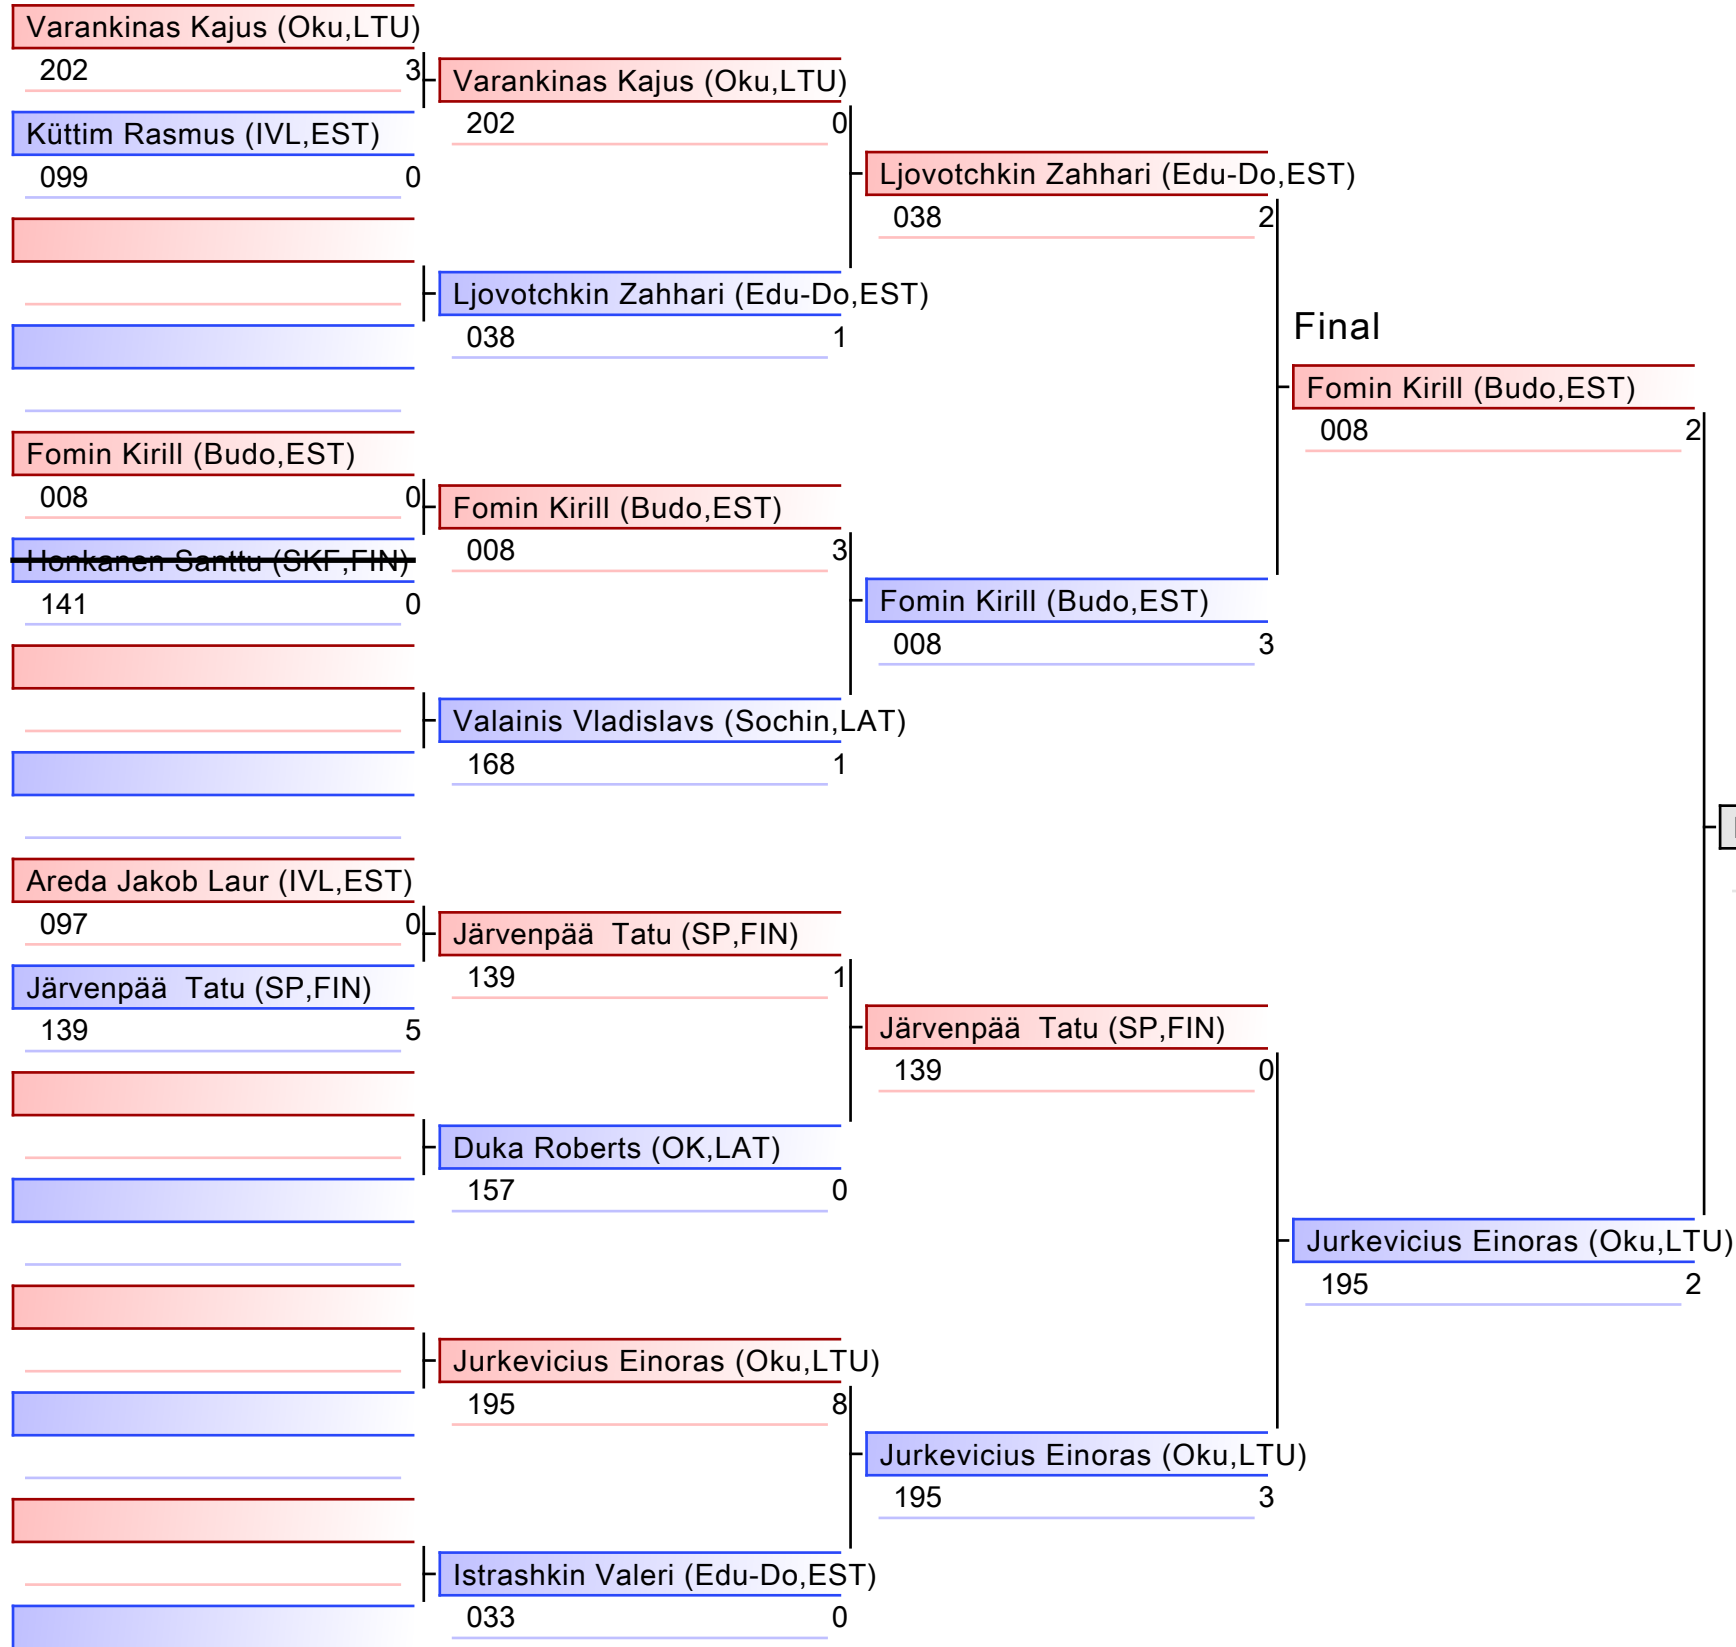 Varankinas Kajus (Oku,LTU)
202 3
Küttim Rasmus (IVL,EST)
099 0
Fomin Kirill (Budo,EST)
008 0
Honkanen Santtu (SKF,FIN)
141 0
Areda Jakob Laur (IVL,EST)
097 0
Järvenpää Tatu (SP,FIN)
139 5
Varankinas Kajus (Oku,LTU)
202 0
Ljovotchkin Zahhari (Edu-Do,EST)
038 1
Fomin Kirill (Budo,EST)
008 3
Valainis Vladislavs (Sochin,LAT)
168 1
Järvenpää Tatu (SP,FIN)
139 1
Duka Roberts (OK,LAT)
157 0
Jurkevicius Einoras (Oku,LTU)
195 8
Istrashkin Valeri (Edu-Do,EST)
033 0
Ljovotchkin Zahhari (Edu-Do,EST)
038 2
Fomin Kirill (Budo,EST)
008 3
Järvenpää Tatu (SP,FIN)
139 0
Jurkevicius Einoras (Oku,LTU)
195 3
Final
Fomin Kirill (Budo,EST)
008 2
Jurkevicius Einoras (Oku,LTU)
195 2